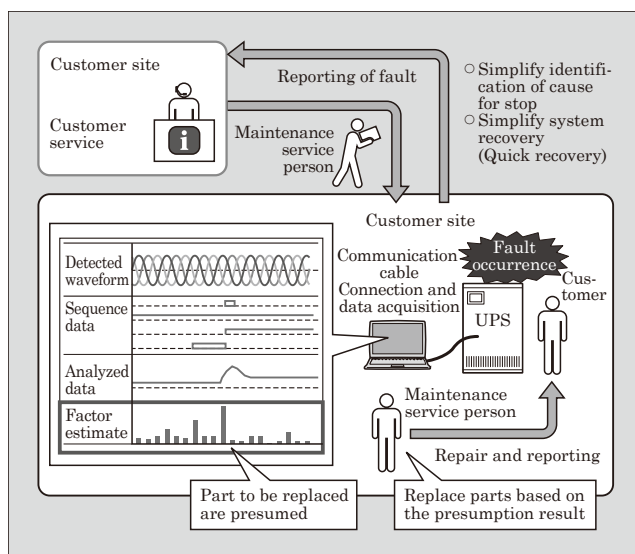 Customer site
Customer
service
i
Reporting of fault
Maintenance
service
person
○ Simplify identifi-
cation of cause
for stop
○ Simplify system
recovery
(Quick recovery)
Customer site
Communication
cable
Connection and
data acquisition
Fault
occurrence
Cus-
tomer
UPS
Detected
waveform
Sequence
data
Analyzed
data
Factor
estimate
Maintenance
service person
Repair and reporting
Part to be replaced
are presumed
Replace parts based on
the presumption result